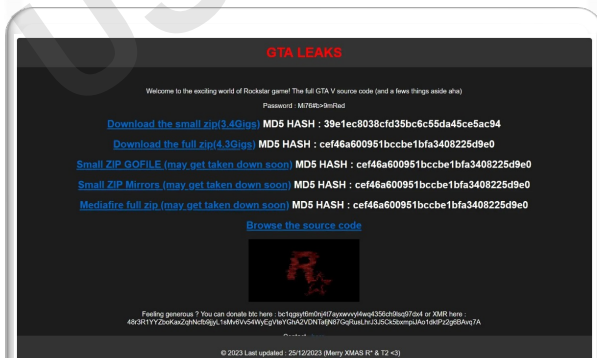 GTA LEAKS
Welcome to the exciting world of Rockstar game! The full GTA V source code (and a fews things aside aha)
Password : Mi76#b>9mRed
Download the small zip(3.4Gigs) MD5 HASH : 39e1ec8038cfd35bc6c55da45ce5ac94
Download the full zip(4.3Gigs) MD5 HASH : cef46a600951bccbe1bfa3408225d9e0
Small ZIP GOFILE (may get taken down soon) MD5 HASH : cef46a600951bccbe1bfa3408225d9e0
Small ZIP Mirrors (may get taken down soon) MD5 HASH : cef46a600951bccbe1bfa3408225d9e0
Mediafire full zip (may get taken down soon) MD5 HASH : cef46a600951bccbe1bfa3408225d9e0
Browse the source code
Feeling generous ? You can donate btc here : or XMR here :
© 2023 Last updated : 25/12/2023 (Merry XMAS R* & T2 <3)